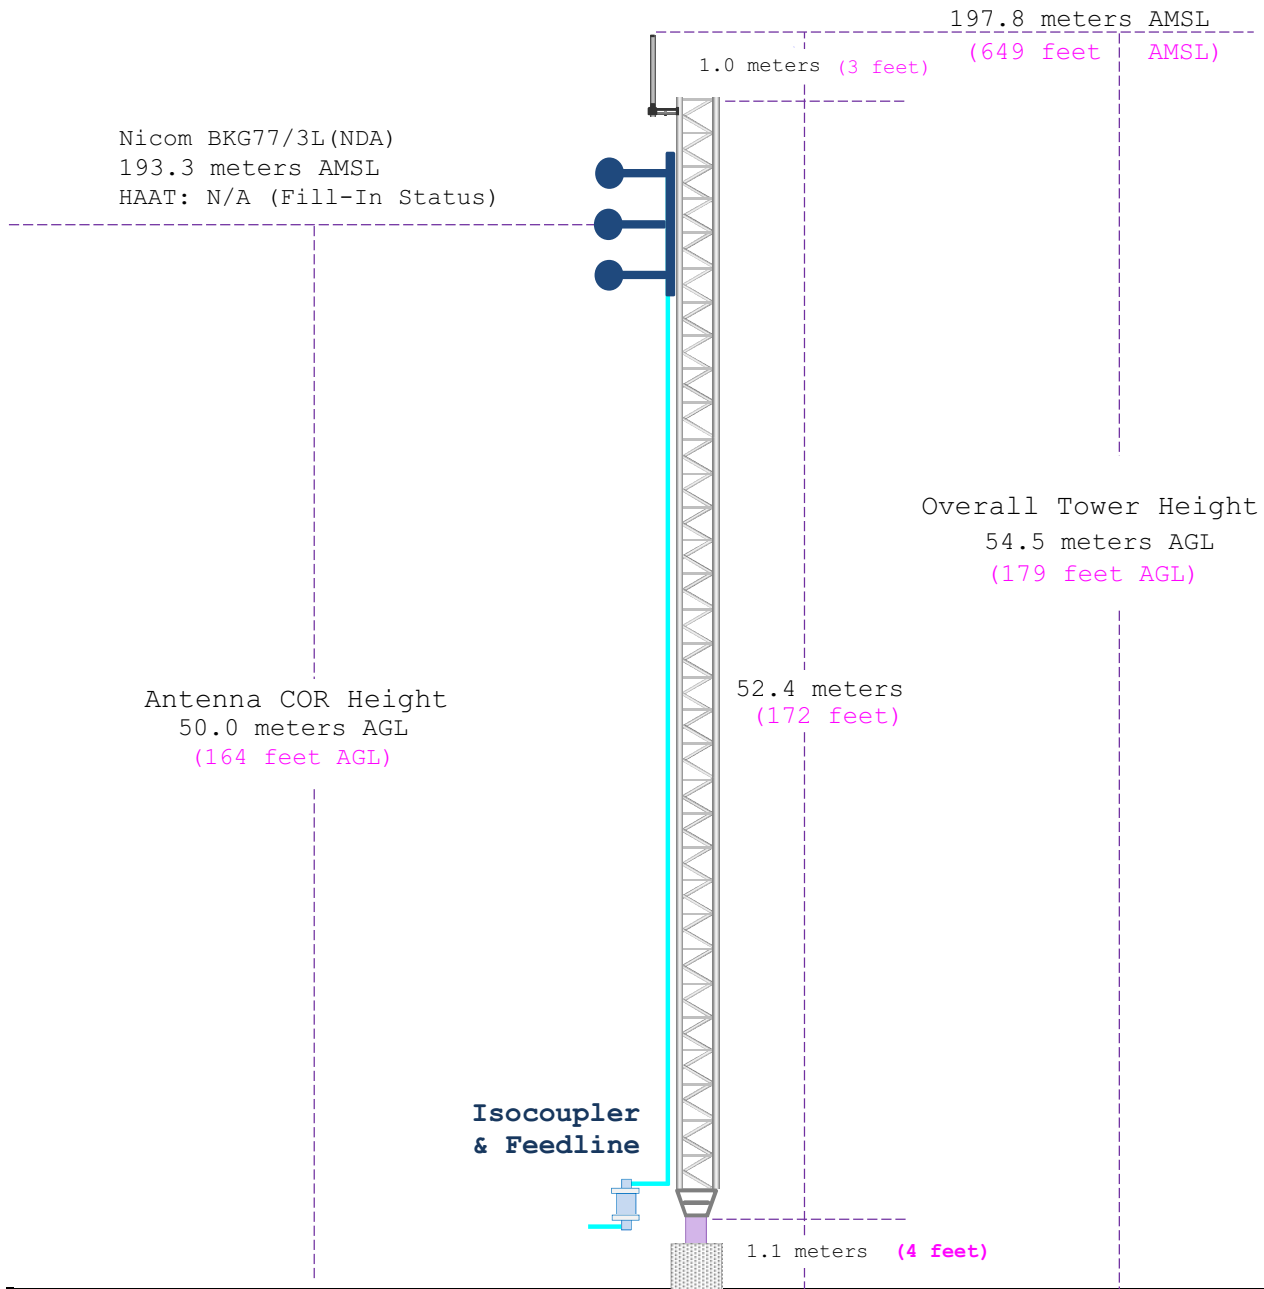 197.8 meters AMSL
(649 feet AMSL)
1.0 meters (3 feet)
Nicom BKG77/3L(NDA)
193.3 meters AMSL
HAAT: N/A (Fill-In Status)
Overall Tower Height
54.5 meters AGL
(179 feet AGL)
Antenna COR Height
50.0 meters AGL
(164 feet AGL)
52.4 meters
(172 feet)
Isocoupler
& Feedline
1.1 meters (4 feet)